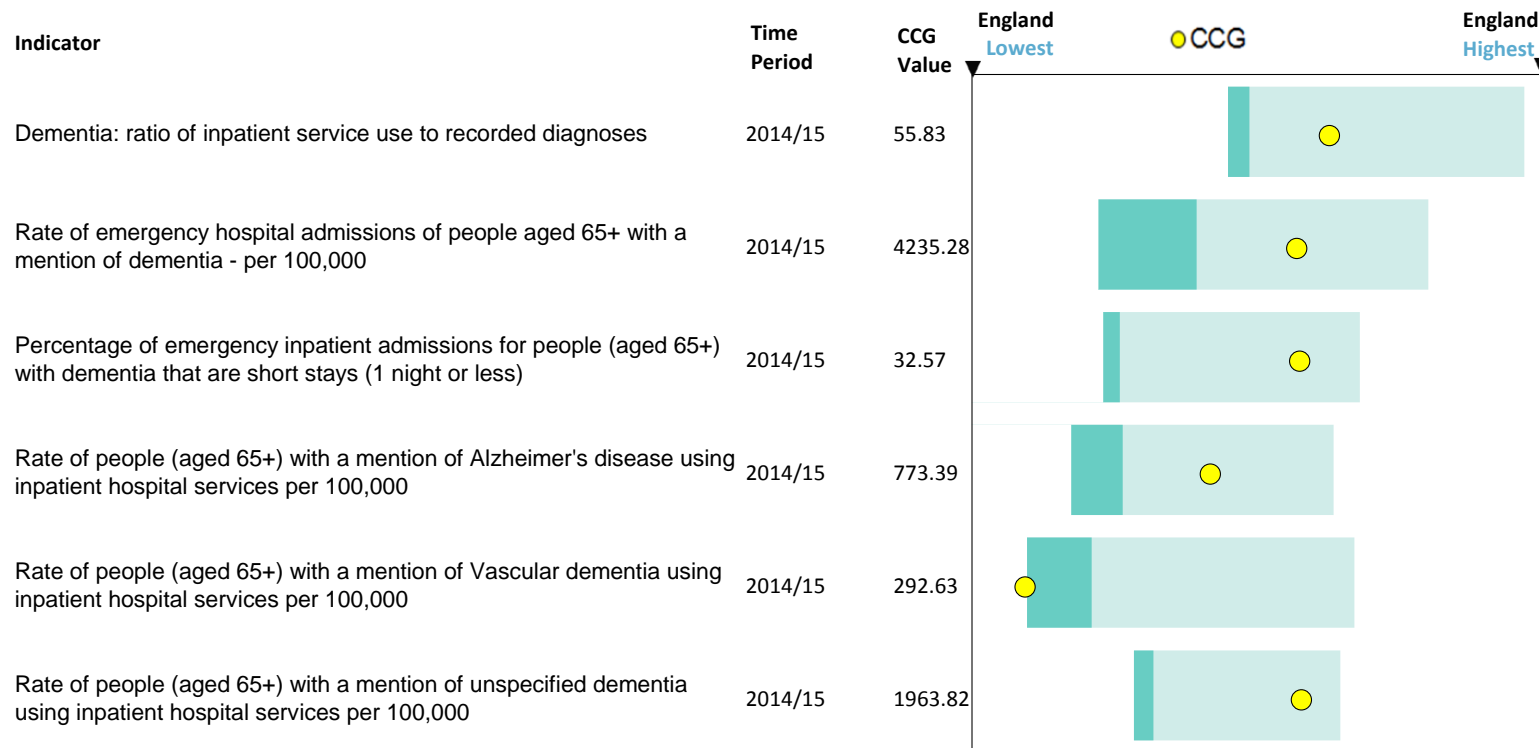 Indicator
Time Period
CCG Value
England Lowest
CCG
England Highest
Dementia: ratio of inpatient service use to recorded diagnoses
2014/15
55.83
Rate of emergency hospital admissions of people aged 65+ with a
mention of dementia - per 100,000
2014/15
4235.28
Percentage of emergency inpatient admissions for people (aged 65+)
with dementia that are short stays (1 night or less)
2014/15
32.57
Rate of people (aged 65+) with a mention of Alzheimer's disease using
inpatient hospital services per 100,000
2014/15
773.39
Rate of people (aged 65+) with a mention of Vascular dementia using
inpatient hospital services per 100,000
2014/15
292.63
Rate of people (aged 65+) with a mention of unspecified dementia
using inpatient hospital services per 100,000
2014/15
1963.82